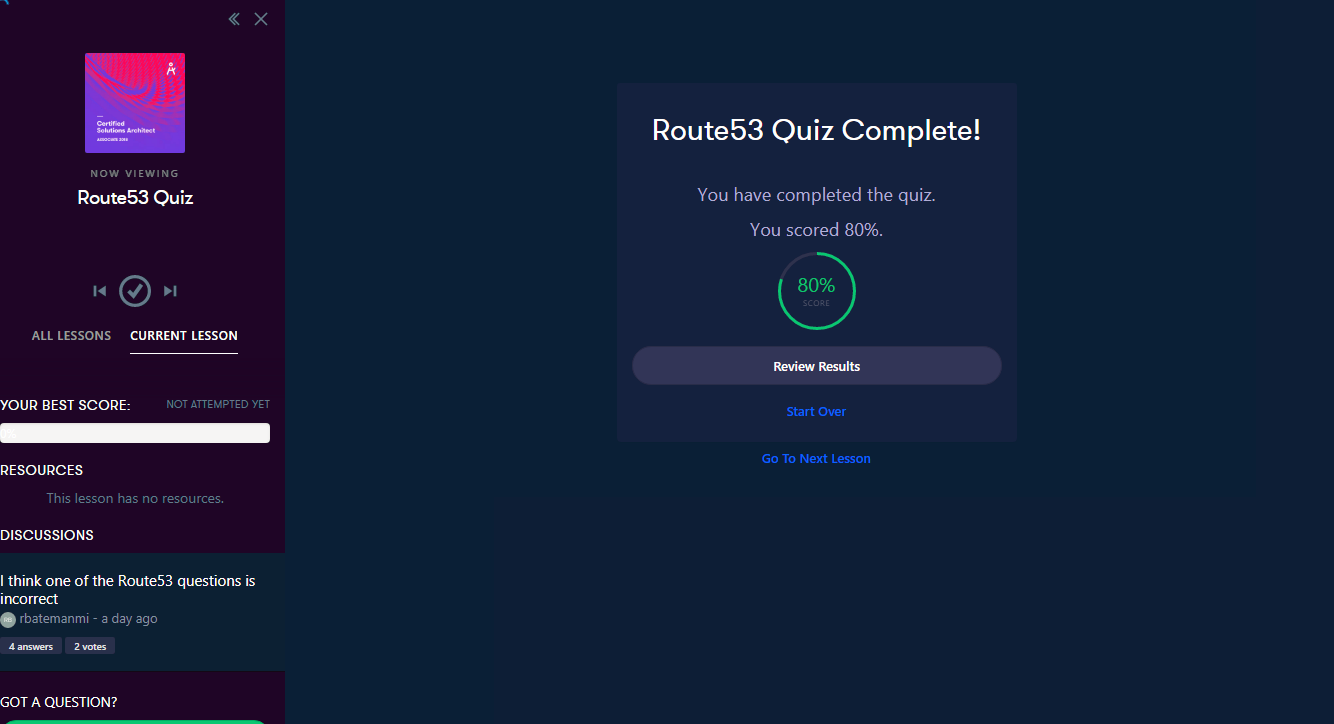 Certified
Solutions Architect
NOW VIEWING
Route53 Quiz
ALL LESSONS CURRENT LESSON
YOUR BEST SCORE: NOT ATTEMPTED YET
RESOURCES
This lesson has no resources.
DISCUSSIONS
I think one of the Route53 questions is
incorrect
RB rbatemanmi - a day ago
4 answers 2 votes
GOT A QUESTION?
Route53 Quiz Complete!
You have completed the quiz.
You scored 80%.
80%
SCORE
Review Results
Start Over
Go To Next Lesson